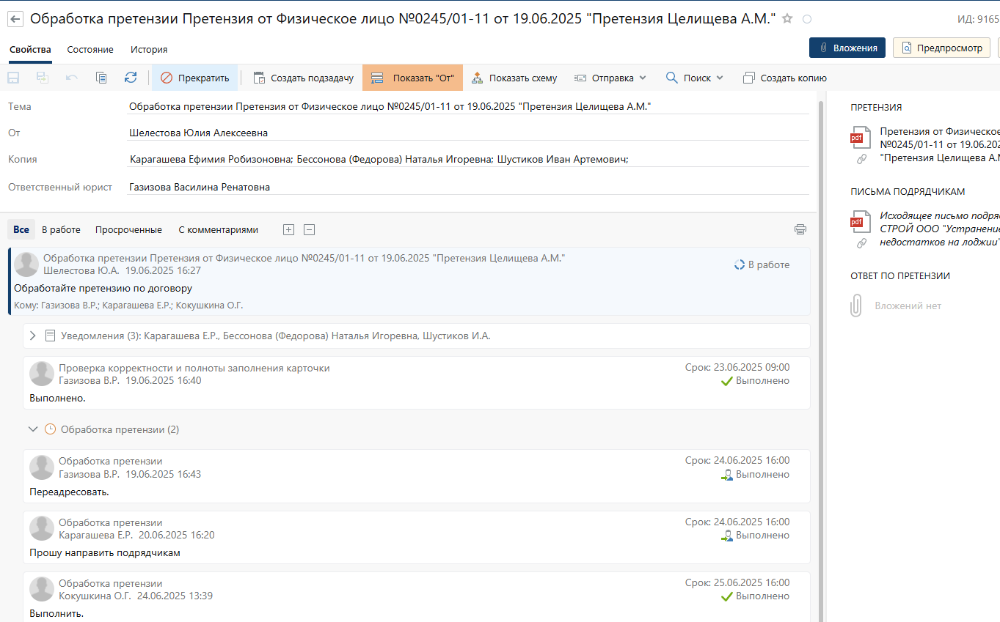 Обработка претензии Претензия от Физическое лицо №0245/01-11 от 19.06.2025 "Претензия Целищева А.М."
ИД: 9165
Свойства
Состояние
История
Вложения
Предпросмотр
Прекратить
Создать подзадачу
Показать "От"
Показать схему
Отправка
Поиск
Создать копию
Тема
Обработка претензии Претензия от Физическое лицо №0245/01-11 от 19.06.2025 "Претензия Целищева А.М."
От
Шелестова Юлия Алексеевна
Копия
Карагашева Ефимия Робизоновна; Бессонова (Федорова) Наталья Игоревна; Шустиков Иван Артемович;
Ответственный юрист
Газизова Василина Ренатовна
Все
В работе
Просроченные
С комментариями
Обработка претензии Претензия от Физическое лицо №0245/01-11 от 19.06.2025 "Претензия Целищева А.М."
Шелестова Ю.А. 19.06.2025 16:27
В работе
Обработайте претензию по договору
Кому: Газизова В.Р.; Карагашева Е.Р.; Кокушкина О.Г.
Уведомления (3): Карагашева Е.Р., Бессонова (Федорова) Наталья Игоревна, Шустиков И.А.
Проверка корректности и полноты заполнения карточки
Срок: 23.06.2025 09:00
Газизова В.Р. 19.06.2025 16:40
Выполнено
Выполнено.
Обработка претензии (2)
Обработка претензии
Срок: 24.06.2025 16:00
Газизова В.Р. 19.06.2025 16:43
Выполнено
Переадресовать.
Обработка претензии
Срок: 24.06.2025 16:00
Карагашева Е.Р. 20.06.2025 16:20
Выполнено
Прошу направить подрядчикам
Обработка претензии
Срок: 25.06.2025 16:00
Кокушкина О.Г. 24.06.2025 13:39
Выполнено
Выполнить.
ПРЕТЕНЗИЯ
pdf
Претензия от Физическое
№0245/01-11 от 19.06.202
"Претензия Целищева А.М
ПИСЬМА ПОДРЯДЧИКАМ
pdf
Исходящее письмо подря
СТРОЙ ООО "Устранение
недостатков на лоджии"
ОТВЕТ ПО ПРЕТЕНЗИИ
Вложений нет